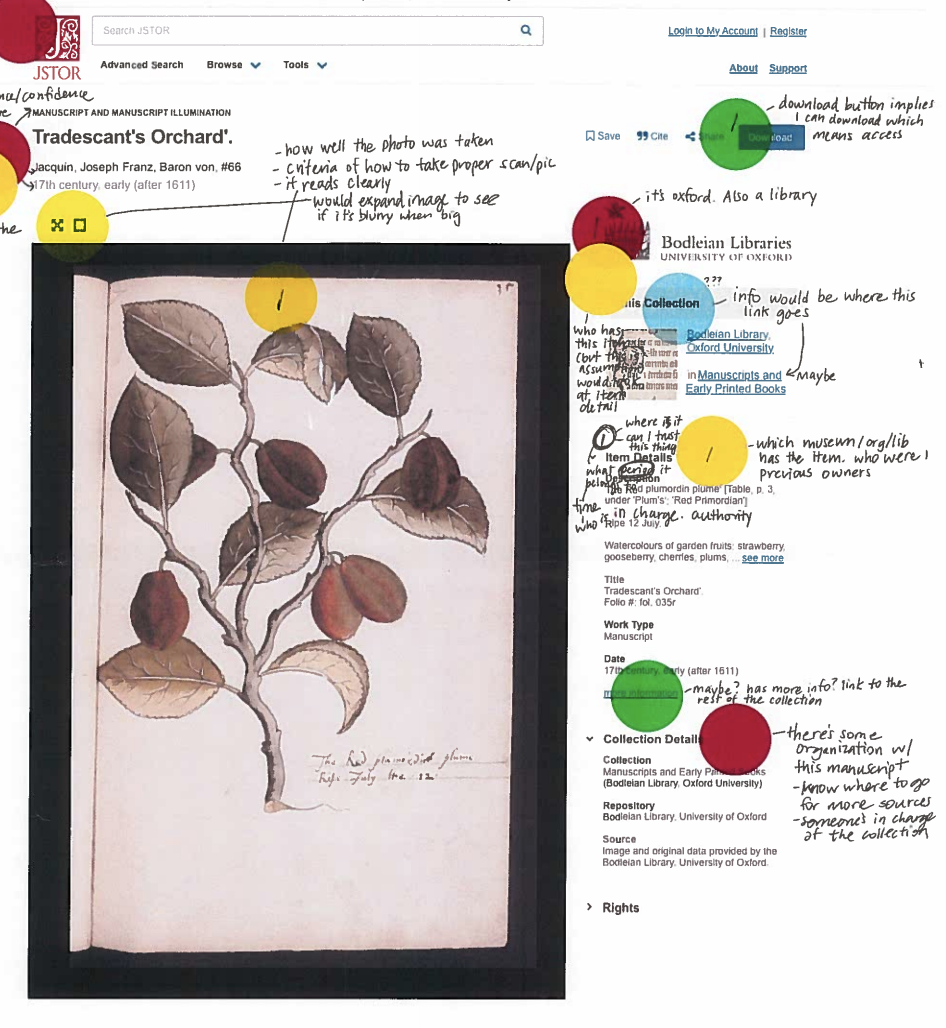 Search JSTOR
Login to My Account | Register
JSTOR
Advanced Search Browse Tools
About Support
confidence
MANUSCRIPT AND MANUSCRIPT ILLUMINATION
Tradescant's Orchard'.
Jacquin, Joseph Franz, Baron von, #66
17th century, early (after 1611)
the
- how well the photo was taken
- criteria of how to take proper scan/pic
- if reads clearly
- would expand image to see
if it's blurry when big
Save Cite Share Download
1
- download button implies
I can download which
means access
it's oxford. Also a library
Bodleian Libraries
UNIVERSITY OF OXFORD
???
his Collection
info would be where this
link goes
Bodleian Library,
Oxford University
in Manuscripts and
Early Printed Books
Maybe
who has
this item
(but this is
assumption
would look
at item
detail
1
35
where is it
can I trust
this thing
1
Item Details
what period it
belongs to
time
who is in charge. authority
1
which museum/org/lib
has the item. who were
previous owners
Description
Red plumordin plume' [Table, p. 3,
under 'Plum's; 'Red Primordian']
Ripe 12 July.
Watercolours of garden fruits: strawberry,
gooseberry, cherries, plums, ... see more
Title
Tradescant's Orchard'.
Folio #: fol. 035r
Work Type
Manuscript
Date
17th century, early (after 1611)
more information
maybe? has more info? link to the
rest of the collection
Collection Details
Collection
Manuscripts and Early Printed Books
(Bodleian Library, Oxford University)
Repository
Bodleian Library, University of Oxford
Source
Image and original data provided by the
Bodleian Library, University of Oxford.
Rights
there's some
organization w/
this manuscript
- know where to go
for more sources
- someone's in charge
of the collection
The Red plume
July the 12